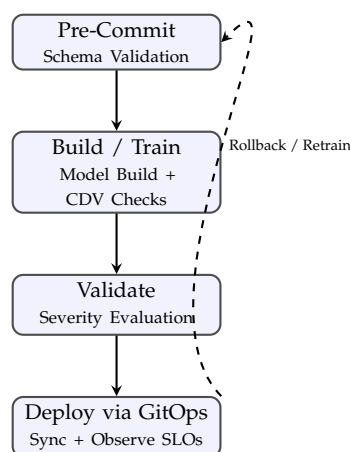 Pre-Commit
Schema Validation
Build / Train
Model Build +
CDV Checks
Rollback / Retrain
Validate
Severity Evaluation
Deploy via GitOps
Sync + Observe SLOs